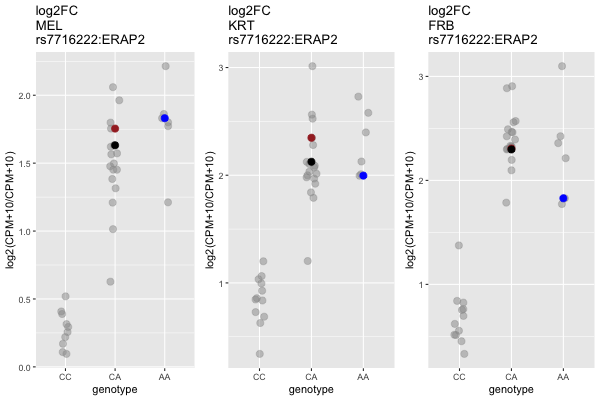 log2FC
MEL
rs7716222:ERAP2
log2(CPM+10/CPM+10)
2.0
1.5
1.0
0.5
0.0
CC CA AA
genotype
log2FC
KRT
rs7716222:ERAP2
log2(CPM+10/CPM+10)
3
2
1
CC CA AA
genotype
log2FC
FRB
rs7716222:ERAP2
log2(CPM+10/CPM+10)
3
2
1
CC CA AA
genotype